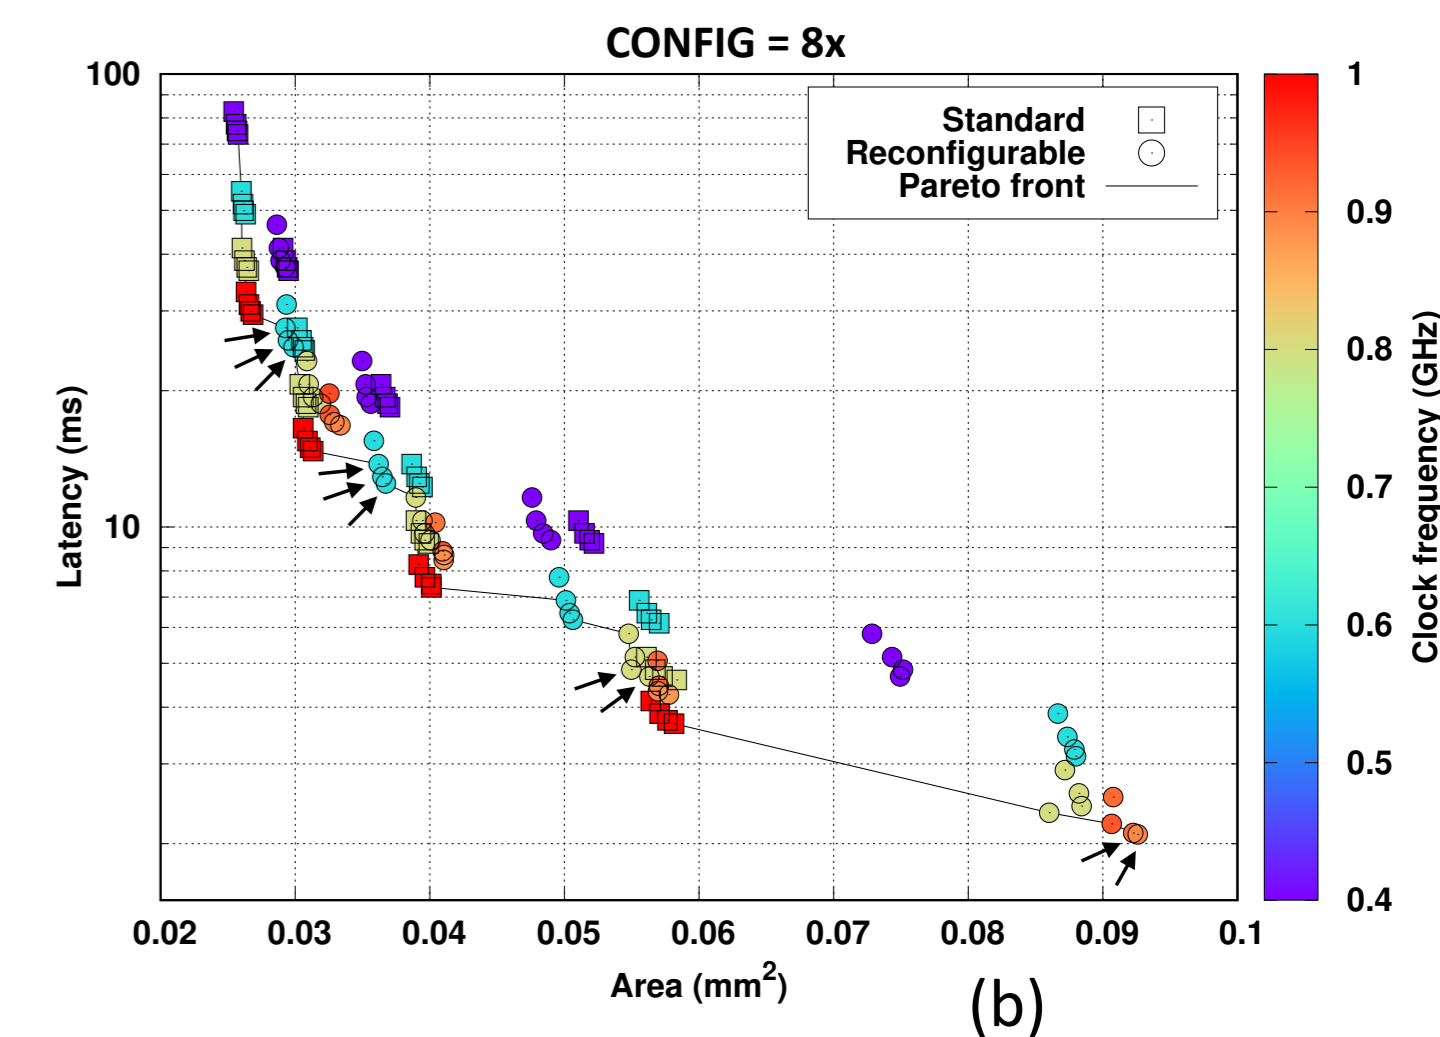 CONFIG = 8x
100
10
Latency (ms)
Standard
Reconfigurable
Pareto front
0.02 0.03 0.04 0.05 0.06 0.07 0.08 0.09 0.1
Area (mm²)
(b)
1
0.9
0.8
0.7
0.6
0.5
0.4
Clock frequency (GHz)